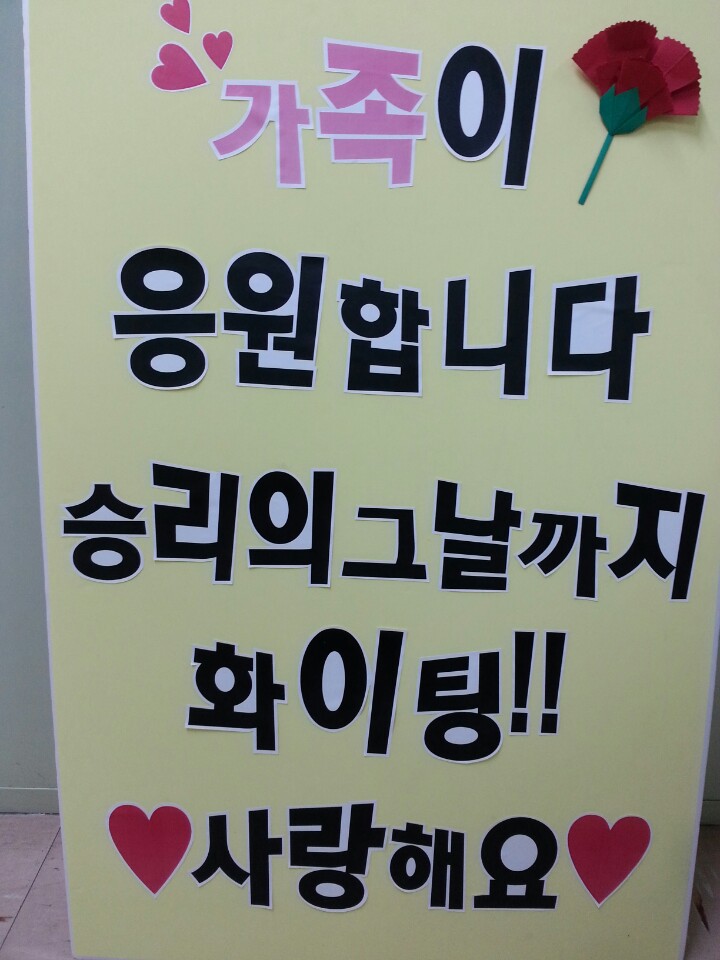 가족이
응원합니다
승리의그날까지
화이팅!!
사랑해요